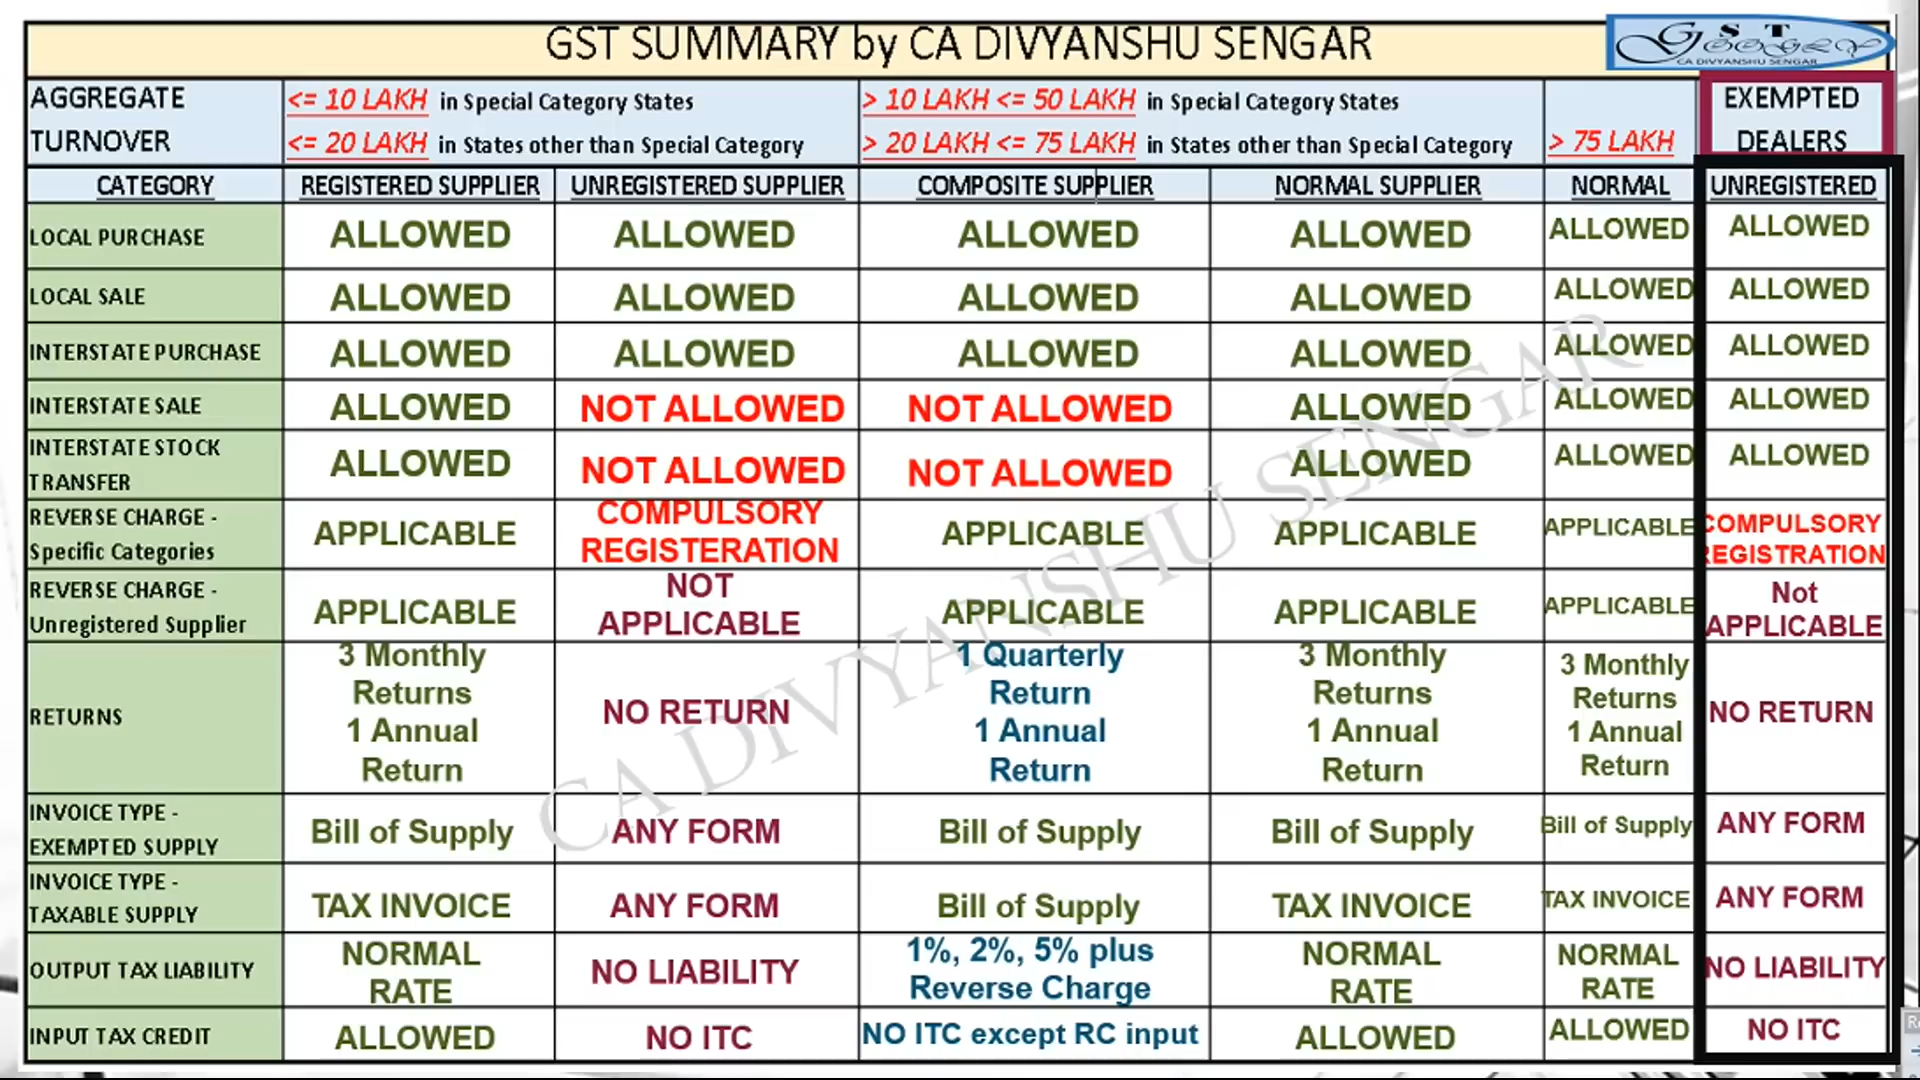 GST SUMMARY by CA DIVYANSHU SENGAR
GST
GOOGLY
CA DIVYANSHU SENGAR
AGGREGATE TURNOVER
<= 10 LAKH in Special Category States
<= 20 LAKH in States other than Special Category
> 10 LAKH <= 50 LAKH in Special Category States
> 20 LAKH <= 75 LAKH in States other than Special Category
> 75 LAKH
EXEMPTED DEALERS
CATEGORY REGISTERED SUPPLIER UNREGISTERED SUPPLIER COMPOSITE SUPPLIER NORMAL SUPPLIER NORMAL UNREGISTERED
LOCAL PURCHASE ALLOWED ALLOWED ALLOWED ALLOWED ALLOWED ALLOWED
LOCAL SALE ALLOWED ALLOWED ALLOWED ALLOWED ALLOWED ALLOWED
INTERSTATE PURCHASE ALLOWED ALLOWED ALLOWED ALLOWED ALLOWED ALLOWED
INTERSTATE SALE ALLOWED NOT ALLOWED NOT ALLOWED ALLOWED ALLOWED ALLOWED
INTERSTATE STOCK TRANSFER ALLOWED NOT ALLOWED NOT ALLOWED ALLOWED ALLOWED ALLOWED
REVERSE CHARGE - Specific Categories APPLICABLE COMPULSORY REGISTERATION APPLICABLE APPLICABLE APPLICABLE COMPULSORY REGISTRATION
REVERSE CHARGE - Unregistered Supplier APPLICABLE NOT APPLICABLE APPLICABLE APPLICABLE APPLICABLE Not APPLICABLE
RETURNS 3 Monthly Returns 1 Annual Return NO RETURN 1 Quarterly Return 1 Annual Return 3 Monthly Returns 1 Annual Return 3 Monthly Returns 1 Annual Return NO RETURN
INVOICE TYPE - EXEMPTED SUPPLY Bill of Supply ANY FORM Bill of Supply Bill of Supply Bill of Supply ANY FORM
INVOICE TYPE - TAXABLE SUPPLY TAX INVOICE ANY FORM Bill of Supply TAX INVOICE TAX INVOICE ANY FORM
OUTPUT TAX LIABILITY NORMAL RATE NO LIABILITY 1%, 2%, 5% plus Reverse Charge NORMAL RATE NORMAL RATE NO LIABILITY
INPUT TAX CREDIT ALLOWED NO ITC NO ITC except RC input ALLOWED ALLOWED NO ITC
CA DIVYANSHU SENGAR